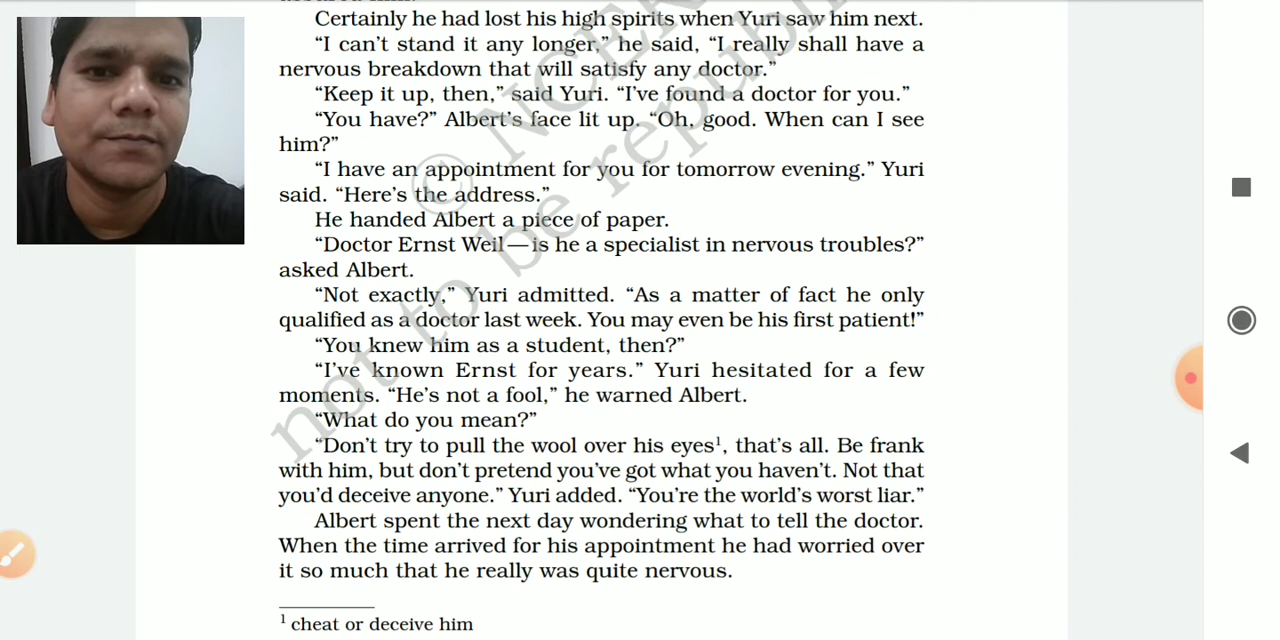 Certainly he had lost his high spirits when Yuri saw him next.
“I can’t stand it any longer,” he said, “I really shall have a
nervous breakdown that will satisfy any doctor.”
“Keep it up, then,” said Yuri. “I’ve found a doctor for you.”
“You have?” Albert’s face lit up. “Oh, good. When can I see
him?”
“I have an appointment for you for tomorrow evening.” Yuri
said. “Here’s the address.”
He handed Albert a piece of paper.
“Doctor Ernst Weil—is he a specialist in nervous troubles?”
asked Albert.
“Not exactly,” Yuri admitted. “As a matter of fact he only
qualified as a doctor last week. You may even be his first patient!”
“You knew him as a student, then?”
“I’ve known Ernst for years.” Yuri hesitated for a few
moments. “He’s not a fool,” he warned Albert.
“What do you mean?”
“Don’t try to pull the wool over his eyes¹, that’s all. Be frank
with him, but don’t pretend you’ve got what you haven’t. Not that
you’d deceive anyone.” Yuri added. “You’re the world’s worst liar.”
Albert spent the next day wondering what to tell the doctor.
When the time arrived for his appointment he had worried over
it so much that he really was quite nervous.
¹ cheat or deceive him
© NCER
not to be republi